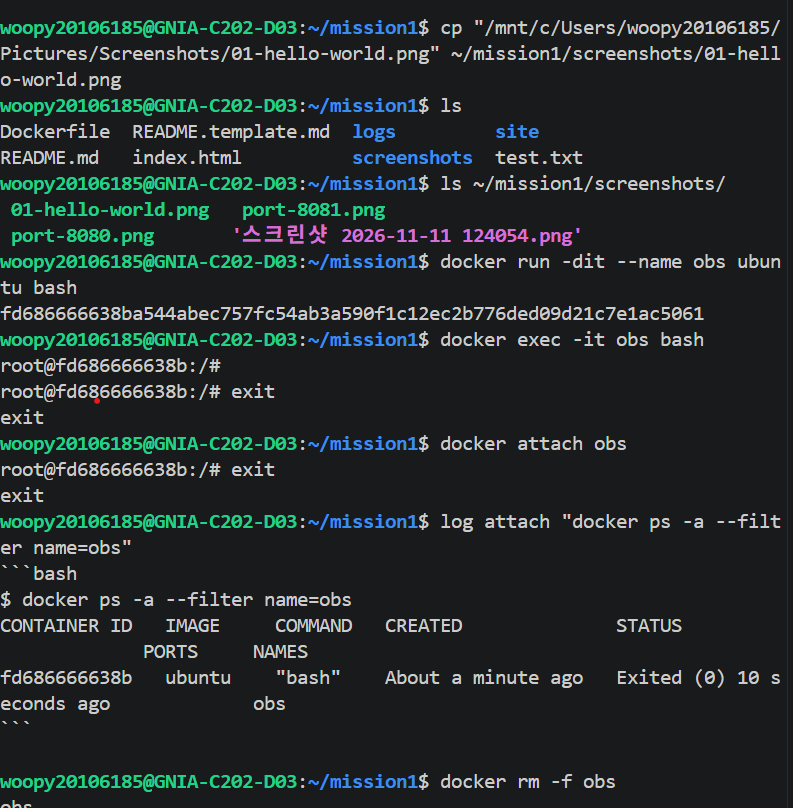 woopy20106185@GNIA-C202-D03:~/mission1$ cp "/mnt/c/Users/woopy20106185/
Pictures/Screenshots/01-hello-world.png" ~/mission1/screenshots/01-hell
o-world.png
woopy20106185@GNIA-C202-D03:~/mission1$ ls
Dockerfile  README.template.md  logs         site
README.md   index.html          screenshots  test.txt
woopy20106185@GNIA-C202-D03:~/mission1$ ls ~/mission1/screenshots/
 01-hello-world.png   port-8081.png
 port-8080.png       '스크린샷 2026-11-11 124054.png'
woopy20106185@GNIA-C202-D03:~/mission1$ docker run -dit --name obs ubun
tu bash
fd686666638ba544abec757fc54ab3a590f1c12ec2b776ded09d21c7e1ac5061
woopy20106185@GNIA-C202-D03:~/mission1$ docker exec -it obs bash
root@fd686666638b:/#
root@fd686666638b:/# exit
exit
woopy20106185@GNIA-C202-D03:~/mission1$ docker attach obs
root@fd686666638b:/# exit
exit
woopy20106185@GNIA-C202-D03:~/mission1$ log attach "docker ps -a --filt
er name=obs"
```bash
$ docker ps -a --filter name=obs
CONTAINER ID   IMAGE     COMMAND   CREATED              STATUS
             PORTS     NAMES
fd686666638b   ubuntu    "bash"    About a minute ago   Exited (0) 10 s
econds ago             obs
```
woopy20106185@GNIA-C202-D03:~/mission1$ docker rm -f obs
obs